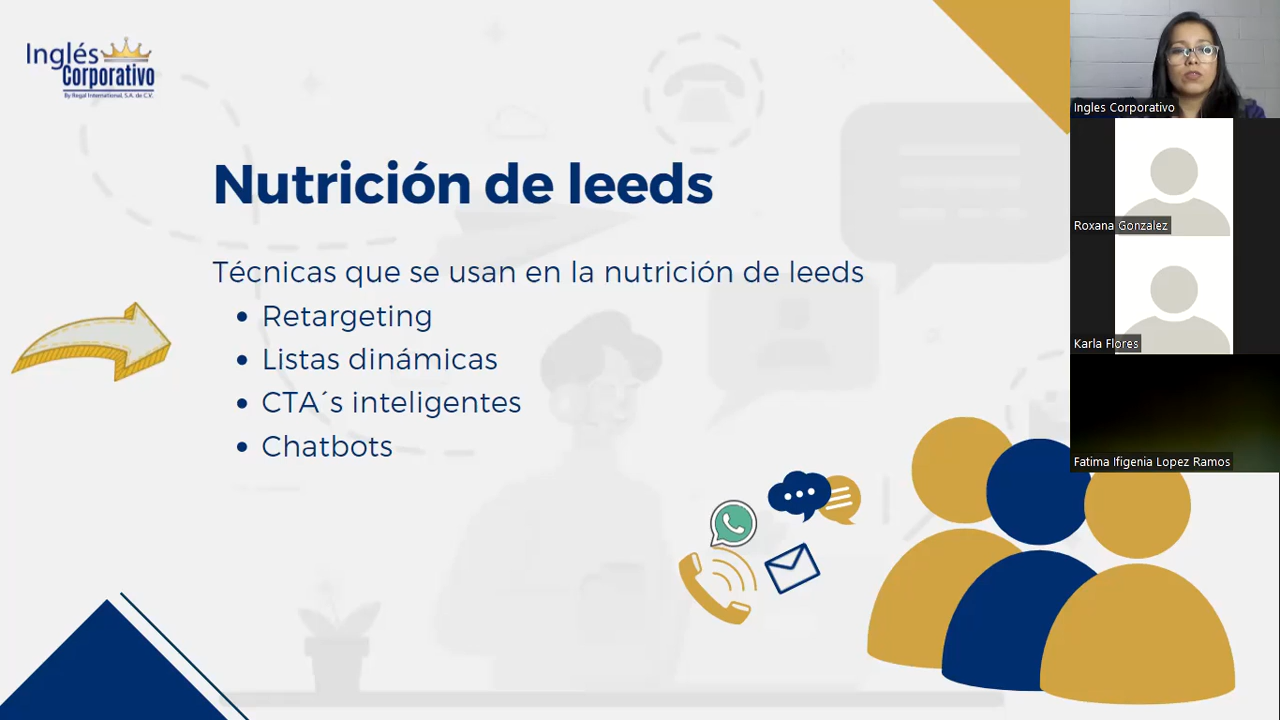 Inglés
Corporativo
By Regal International, S.A. de C.V.
Nutrición de leeds
Técnicas que se usan en la nutrición de leeds
• Retargeting
• Listas dinámicas
• CTA´s inteligentes
• Chatbots
Ingles Corporativo
Roxana Gonzalez
Karla Flores
Fatima Ifigenia Lopez Ramos